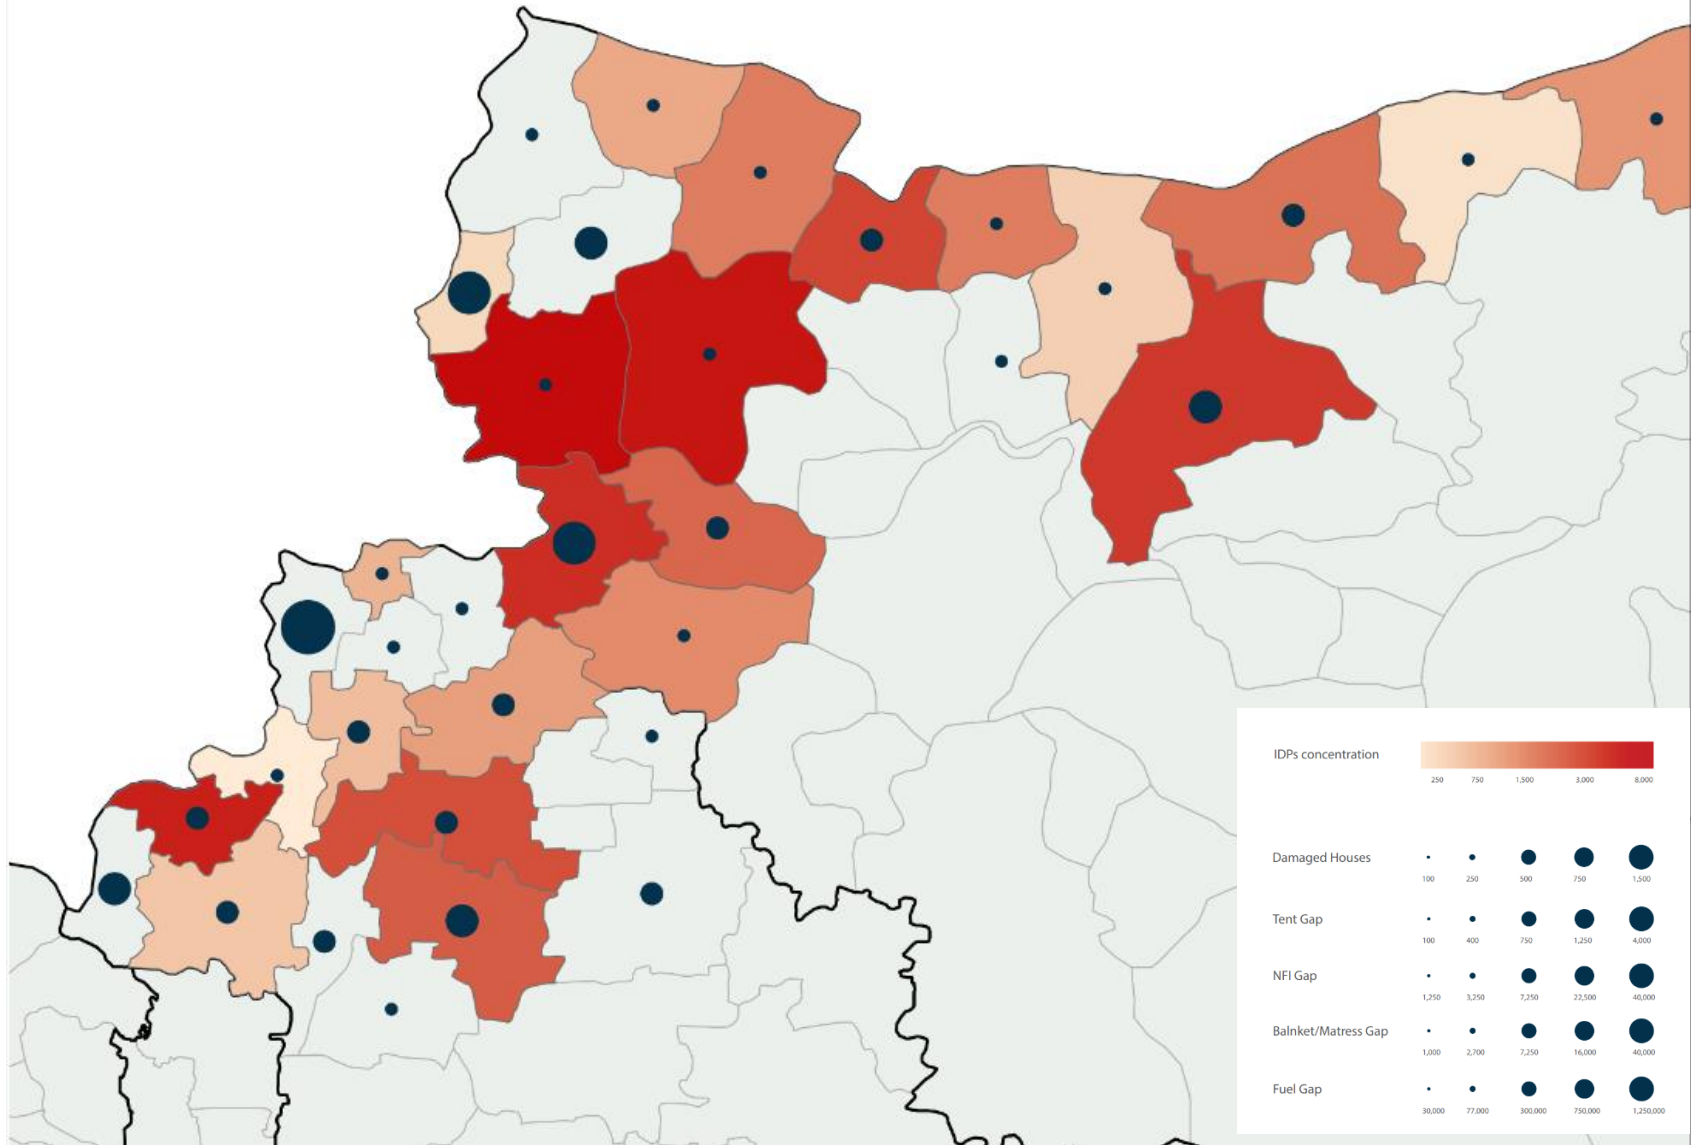 IDPs concentration
250 750 1,500 3,000 8,000
Damaged Houses
100 250 500 750 1,500
Tent Gap
100 400 750 1,250 4,000
NFI Gap
1,250 3,250 7,250 22,500 40,000
Balnket/Matress Gap
1,000 2,700 7,250 16,000 40,000
Fuel Gap
30,000 77,000 300,000 750,000 1,250,000